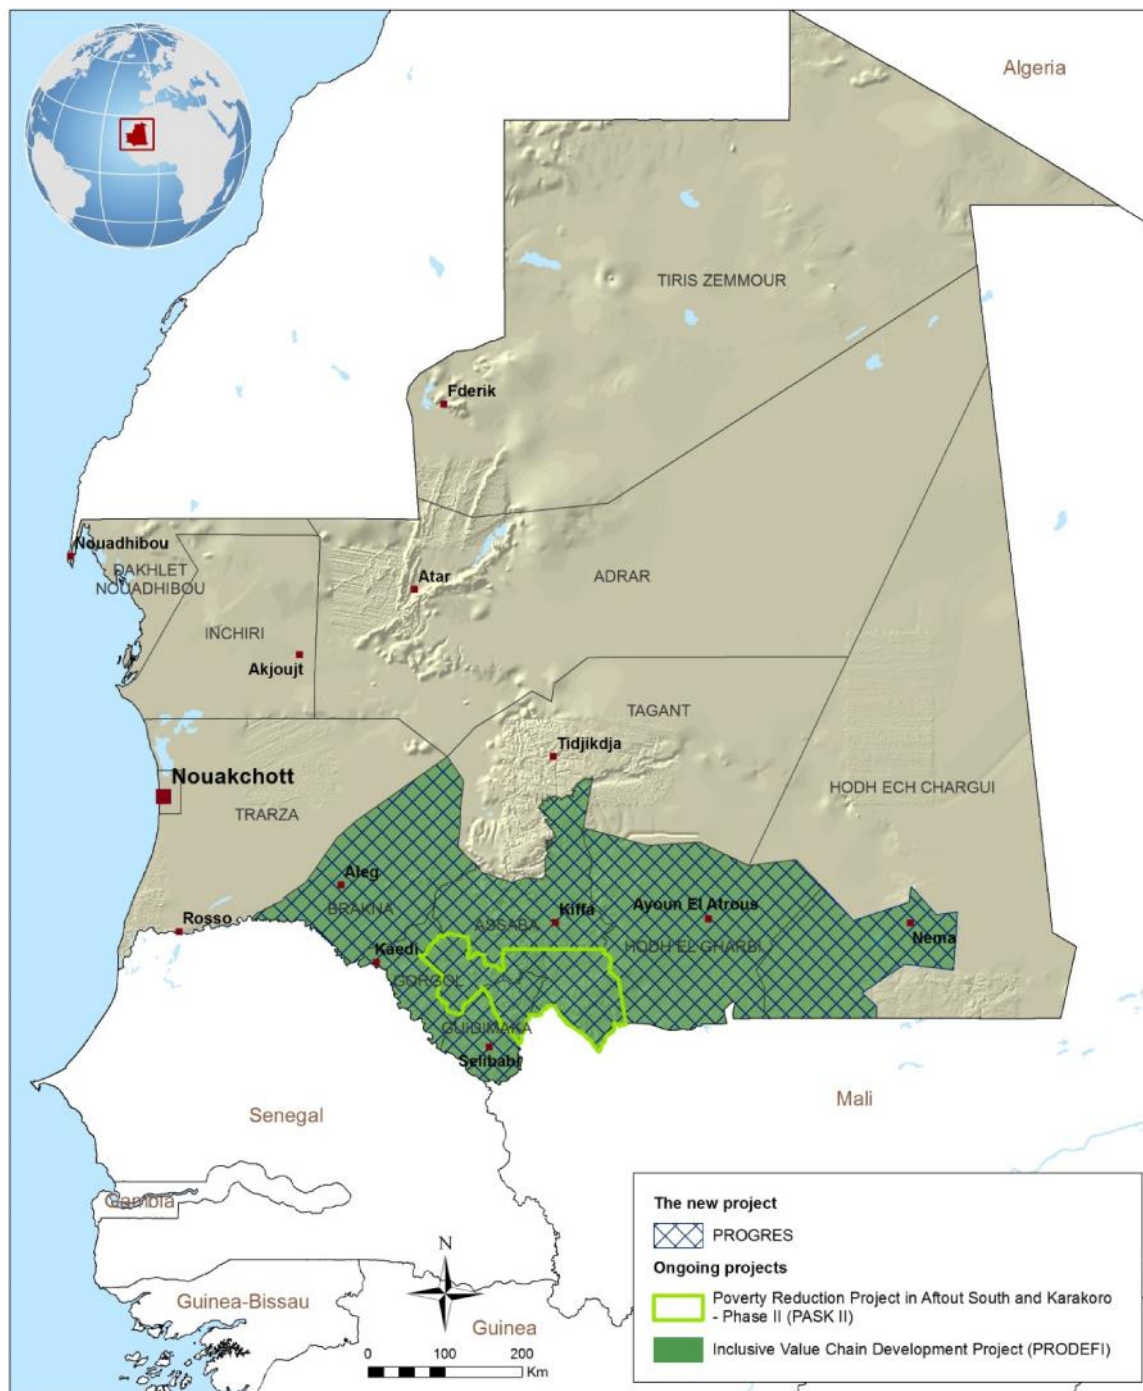 Algeria
TIRIS ZEMMOUR
Fderik
Nouadhibou
DAKHLET
NOUADHIBOU
Atar
ADRAR
INCHIRI
Akjoujt
TAGANT
Tidjikdja
Nouakchott
HODH ECH CHARGUI
TRARZA
Aleg
BRAKNA
Rosso
ASSABA
Kiffa
Ayoun El Atrous
Nema
HODH EL GHARBI
Kaedi
GORGOL
GUIDIMAKA
Selibabi
Mali
Senegal
Gambia
Guinea-Bissau
Guinea
N
0 100 200
Km
The new project
PROGRES
Ongoing projects
Poverty Reduction Project in Aftout South and Karakoro
- Phase II (PASK II)
Inclusive Value Chain Development Project (PRODEFI)